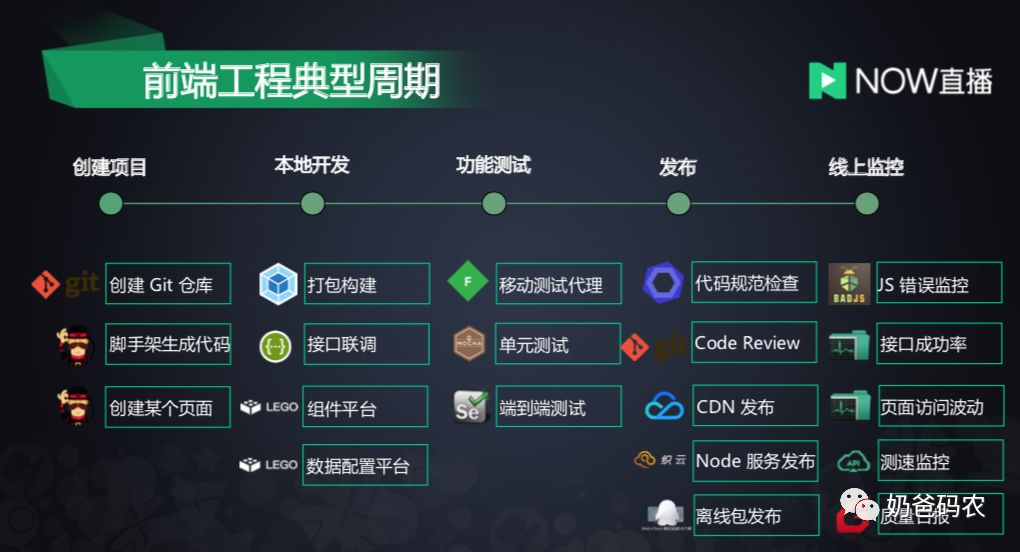 前端工程典型周期
NOW直播
创建项目
本地开发
功能测试
发布
线上监控
git
创建 Git 仓库
脚手架生成代码
创建某个页面
打包构建
接口联调
LEGO
组件平台
LEGO
数据配置平台
F
移动测试代理
MOCHA
单元测试
Se
端到端测试
代码规范检查
git
Code Review
CDN 发布
织云
Node 服务发布
离线包发布
BADJS
JS 错误监控
接口成功率
页面访问波动
API
测速监控
质量日报
奶爸码农